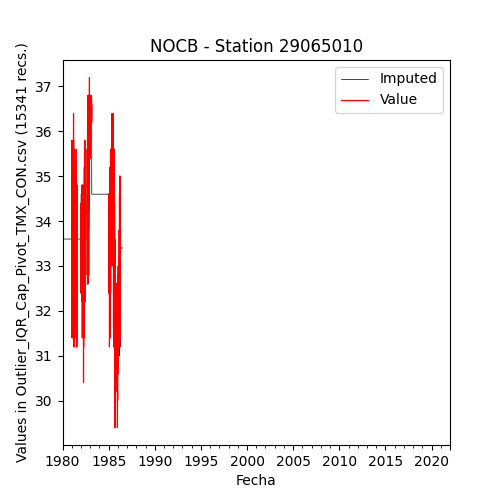 NOCB - Station 29065010
Imputed
Value
Values in Outlier_IQR_Cap_Pivot_TMX_CON.csv (15341 recs.)
37
36
35
34
33
32
31
30
1980 1985 1990 1995 2000 2005 2010 2015 2020
Fecha